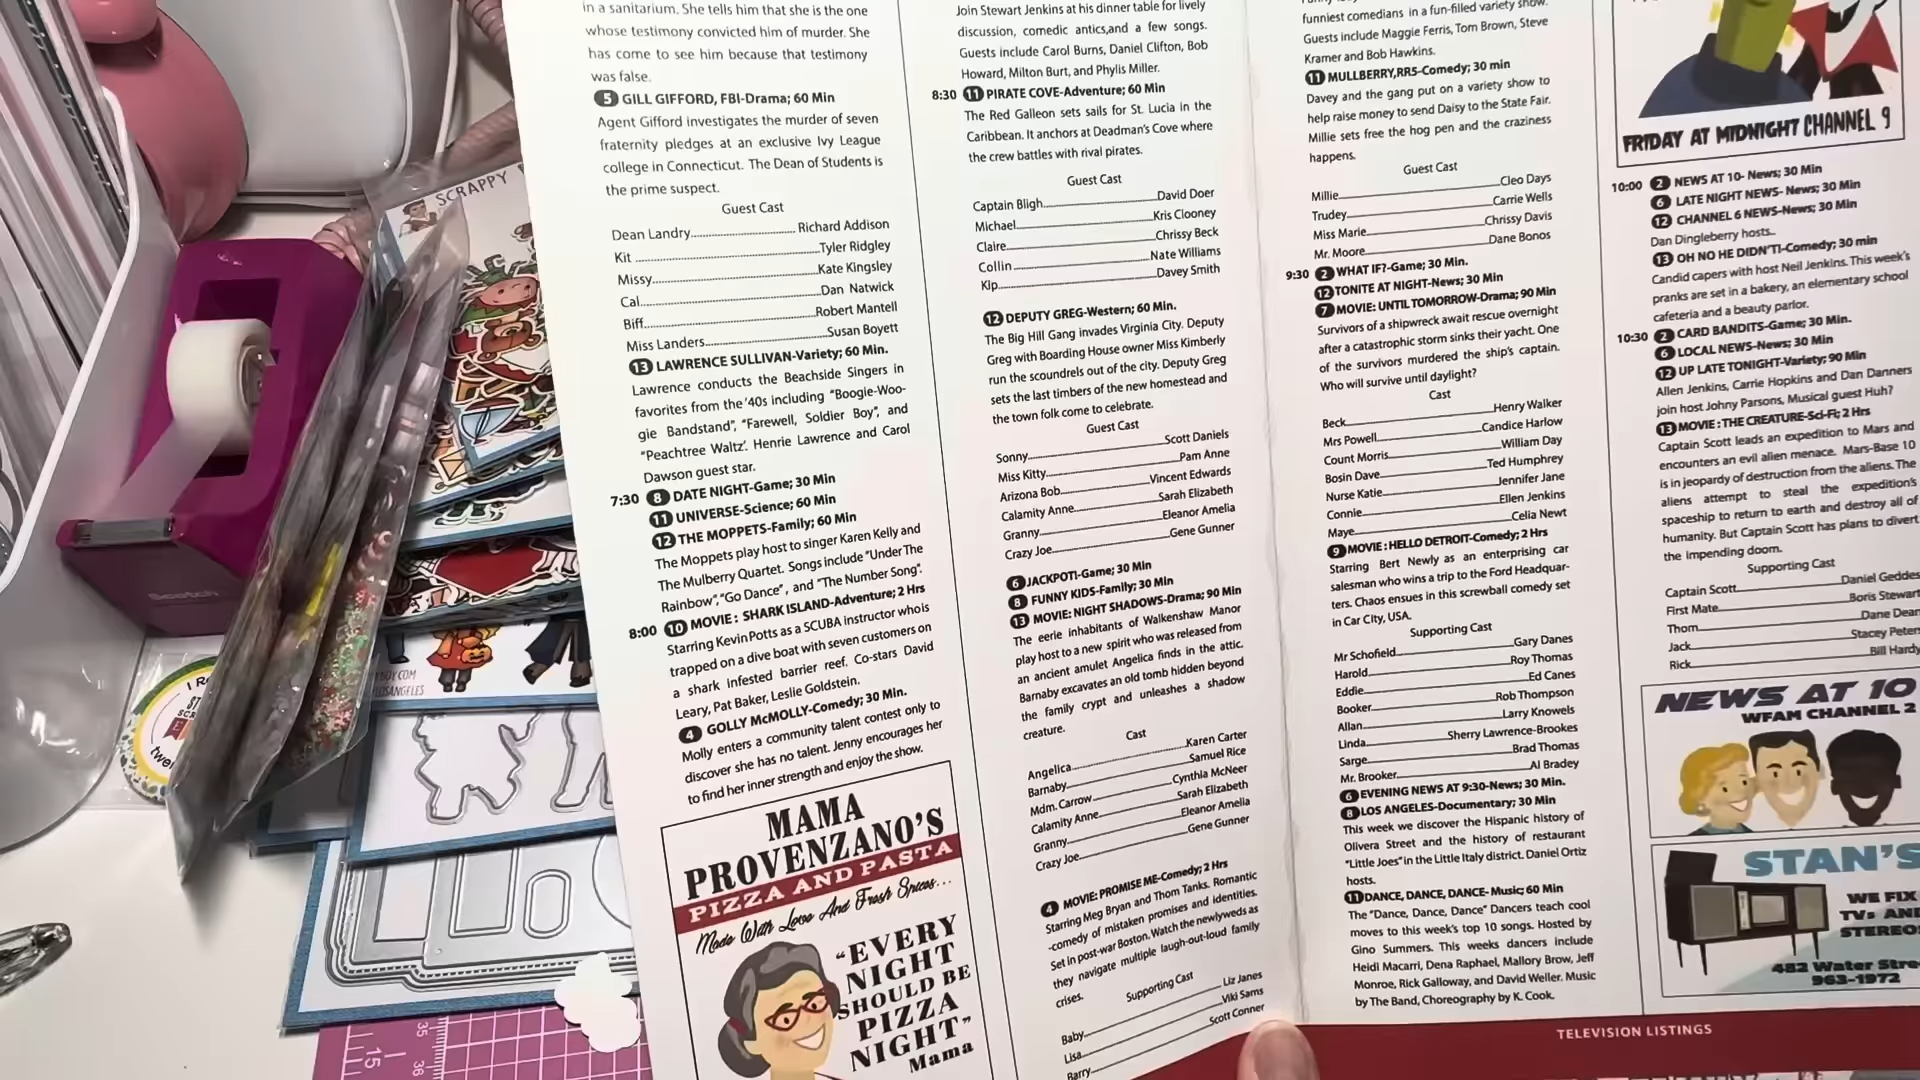 in a sanitarium. She tells him that she is the one
whose testimony convicted him of murder. She
has come to see him because that testimony
was false.
5 GILL GIFFORD, FBI-Drama; 60 Min
Agent Gifford investigates the murder of seven
fraternity pledges at an exclusive Ivy League
college in Connecticut. The Dean of Students is
the prime suspect.
Guest Cast
Dean Landry.......... Richard Addison
Kit ..........Tyler Ridgley
Missy..........Kate Kingsley
Cal..........Dan Natwick
Biff..........Robert Mantell
Miss Landers..........Susan Boyett
13 LAWRENCE SULLIVAN-Variety; 60 Min.
Lawrence conducts the Beachside Singers in
favorites from the '40s including "Boogie-Woo-
gie Bandstand", "Farewell, Soldier Boy", and
"Peachtree Waltz'. Henrie Lawrence and Carol
Dawson guest star.
7:30 8 DATE NIGHT-Game; 30 Min
11 UNIVERSE-Science; 60 Min
12 THE MOPPETS-Family; 60 Min
The Moppets play host to singer Karen Kelly and
The Mulberry Quartet. Songs include "Under The
Rainbow", "Go Dance" , and "The Number Song".
8:00 10 MOVIE : SHARK ISLAND-Adventure; 2 Hrs
Starring Kevin Potts as a SCUBA instructor who is
trapped on a dive boat with seven customers on
a shark infested barrier reef. Co-stars David
Leary, Pat Baker, Leslie Goldstein.
4 GOLLY McMOLLY-Comedy; 30 Min.
Molly enters a community talent contest only to
discover she has no talent. Jenny encourages her
to find her inner strength and enjoy the show.
MAMA
PROVENZANO'S
PIZZA AND PASTA
Made With Love And Fresh Spices...
"EVERY
NIGHT
SHOULD BE
PIZZA
NIGHT"
Mama
Join Stewart Jenkins at his dinner table for lively
discussion, comedic antics,and a few songs.
Guests include Carol Burns, Daniel Clifton, Bob
Howard, Milton Burt, and Phylis Miller.
8:30 11 PIRATE COVE-Adventure; 60 Min
The Red Galleon sets sails for St. Lucia in the
Caribbean. It anchors at Deadman's Cove where
the crew battles with rival pirates.
Guest Cast
Captain Bligh..........David Doer
Michael..........Kris Clooney
Claire..........Chrissy Beck
Collin..........Nate Williams
Kip..........Davey Smith
12 DEPUTY GREG-Western; 60 Min.
The Big Hill Gang invades Virginia City. Deputy
Greg with Boarding House owner Miss Kimberly
run the scoundrels out of the city. Deputy Greg
sets the last timbers of the new homestead and
the town folk come to celebrate.
Guest Cast
Sonny..........Scott Daniels
Miss Kitty..........Pam Anne
Arizona Bob..........Vincent Edwards
Calamity Anne..........Sarah Elizabeth
Granny..........Eleanor Amelia
Crazy Joe..........Gene Gunner
6 JACKPOT!-Game; 30 Min
8 FUNNY KIDS-Family; 30 Min
13 MOVIE: NIGHT SHADOWS-Drama; 90 Min
The eerie inhabitants of Walkenshaw Manor
play host to a new spirit who was released from
an ancient amulet Angelica finds in the attic.
Barnaby excavates an old tomb hidden beyond
the family crypt and unleashes a shadow
creature.
Cast
Angelica..........Karen Carter
Barnaby..........Samuel Rice
Mdm. Carrow..........Cynthia McNeer
Calamity Anne..........Sarah Elizabeth
Granny..........Eleanor Amelia
Crazy Joe..........Gene Gunner
4 MOVIE: PROMISE ME-Comedy; 2 Hrs
Starring Meg Bryan and Thom Tanks. Romantic
-comedy of mistaken promises and identities.
Set in post-war Boston. Watch the newlyweds as
they navigate multiple laugh-out-loud family
crises.
Supporting Cast
Baby..........Liz Janes
Lisa..........Viki Sams
Barry..........Scott Conner
funniest comedians in a fun-filled variety show.
Guests include Maggie Ferris, Tom Brown, Steve
Kramer and Bob Hawkins.
11 MULLBERRY,RR5-Comedy; 30 min
Davey and the gang put on a variety show to
help raise money to send Daisy to the State Fair.
Millie sets free the hog pen and the craziness
happens.
Guest Cast
Millie..........Cleo Days
Trudey..........Carrie Wells
Miss Marie..........Chrissy Davis
Mr. Moore..........Dane Bonos
9:30 2 WHAT IF?-Game; 30 Min.
12 TONITE AT NIGHT-News; 30 Min
7 MOVIE: UNTIL TOMORROW-Drama; 90 Min
Survivors of a shipwreck await rescue overnight
after a catastrophic storm sinks their yacht. One
of the survivors murdered the ship's captain.
Who will survive until daylight?
Cast
Beck..........Henry Walker
Mrs Powell..........Candice Harlow
Count Morris..........William Day
Bosin Dave..........Ted Humphrey
Nurse Katie..........Jennifer Jane
Connie..........Ellen Jenkins
Maye..........Celia Newt
9 MOVIE : HELLO DETROIT-Comedy; 2 Hrs
Starring Bert Newly as an enterprising car
salesman who wins a trip to the Ford Headquar-
ters. Chaos ensues in this screwball comedy set
in Car City, USA.
Supporting Cast
Mr Schofield..........Gary Danes
Harold..........Roy Thomas
Eddie..........Ed Canes
Booker..........Rob Thompson
Allan..........Larry Knowels
Linda..........Sherry Lawrence-Brookes
Sarge..........Brad Thomas
Mr. Brooker..........Al Bradey
6 EVENING NEWS AT 9:30-News; 30 Min.
8 LOS ANGELES-Documentary; 30 Min
This week we discover the Hispanic history of
Olivera Street and the history of restaurant
"Little Joes" in the Little Italy district. Daniel Ortiz
hosts.
11 DANCE, DANCE, DANCE- Music; 60 Min
The "Dance, Dance, Dance" Dancers teach cool
moves to this week's top 10 songs. Hosted by
Gino Summers. This weeks dancers include
Heidi Macarri, Dena Raphael, Mallory Brow, Jeff
Monroe, Rick Galloway, and David Weller. Music
by The Band, Choreography by K. Cook.
FRIDAY AT MIDNIGHT CHANNEL 9
10:00 2 NEWS AT 10- News; 30 Min
6 LATE NIGHT NEWS- News; 30 Min
12 CHANNEL 6 NEWS-News; 30 Min
Dan Dingleberry hosts..
13 OH NO HE DIDN'T!-Comedy; 30 min
Candid capers with host Neil Jenkins. This week's
pranks are set in a bakery, an elementary school
cafeteria and a beauty parlor.
10:30 2 CARD BANDITS-Game; 30 Min.
6 LOCAL NEWS-News; 30 Min
12 UP LATE TONIGHT-Variety; 90 Min
Allen Jenkins, Carrie Hopkins and Dan Danners
join host Johny Parsons, Musical guest Huh?
13 MOVIE : THE CREATURE-Sci-Fi; 2 Hrs
Captain Scott leads an expedition to Mars and
encounters an evil alien menace. Mars-Base 10
is in jeopardy of destruction from the aliens. The
aliens attempt to steal the expedition's
spaceship to return to earth and destroy all of
humanity. But Captain Scott has plans to divert
the impending doom.
Supporting Cast
Captain Scott..........Daniel Geddes
First Mate..........Boris Stewart
Thom..........Dane Dean
Jack..........Stacey Peters
Rick..........Bill Hardy
NEWS AT 10
WFAM CHANNEL 2
STAN'S
WE FIX
TVs AND
STEREOS
482 Water Stre
963-1972
TELEVISION LISTINGS
SCRAPPY
Scotch
15
35
36